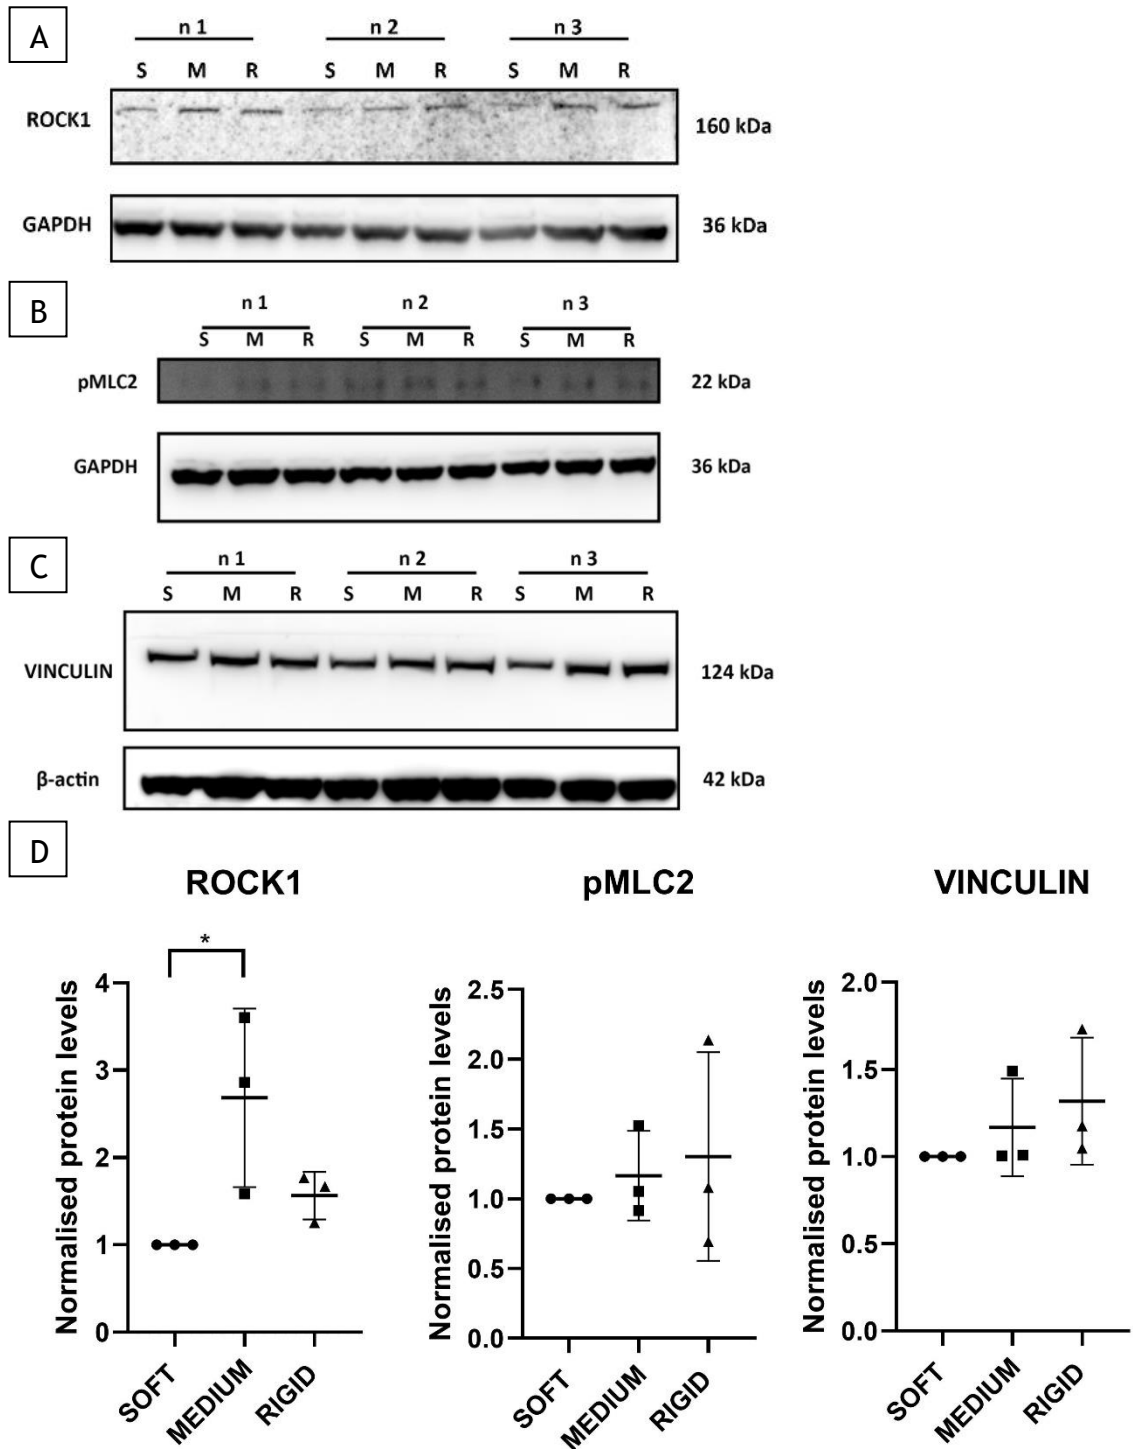 A
n 1 n 2 n 3
S M R S M R S M R
ROCK1 160 kDa
GAPDH 36 kDa
B
n 1 n 2 n 3
S M R S M R S M R
pMLC2 22 kDa
GAPDH 36 kDa
C
n 1 n 2 n 3
S M R S M R S M R
VINCULIN 124 kDa
β-actin 42 kDa
D
ROCK1
*
Normalised protein levels
4
3
2
1
0
SOFT MEDIUM RIGID
pMLC2
Normalised protein levels
2.5
2.0
1.5
1.0
0.5
0.0
SOFT MEDIUM RIGID
VINCULIN
Normalised protein levels
2.0
1.5
1.0
0.5
0.0
SOFT MEDIUM RIGID